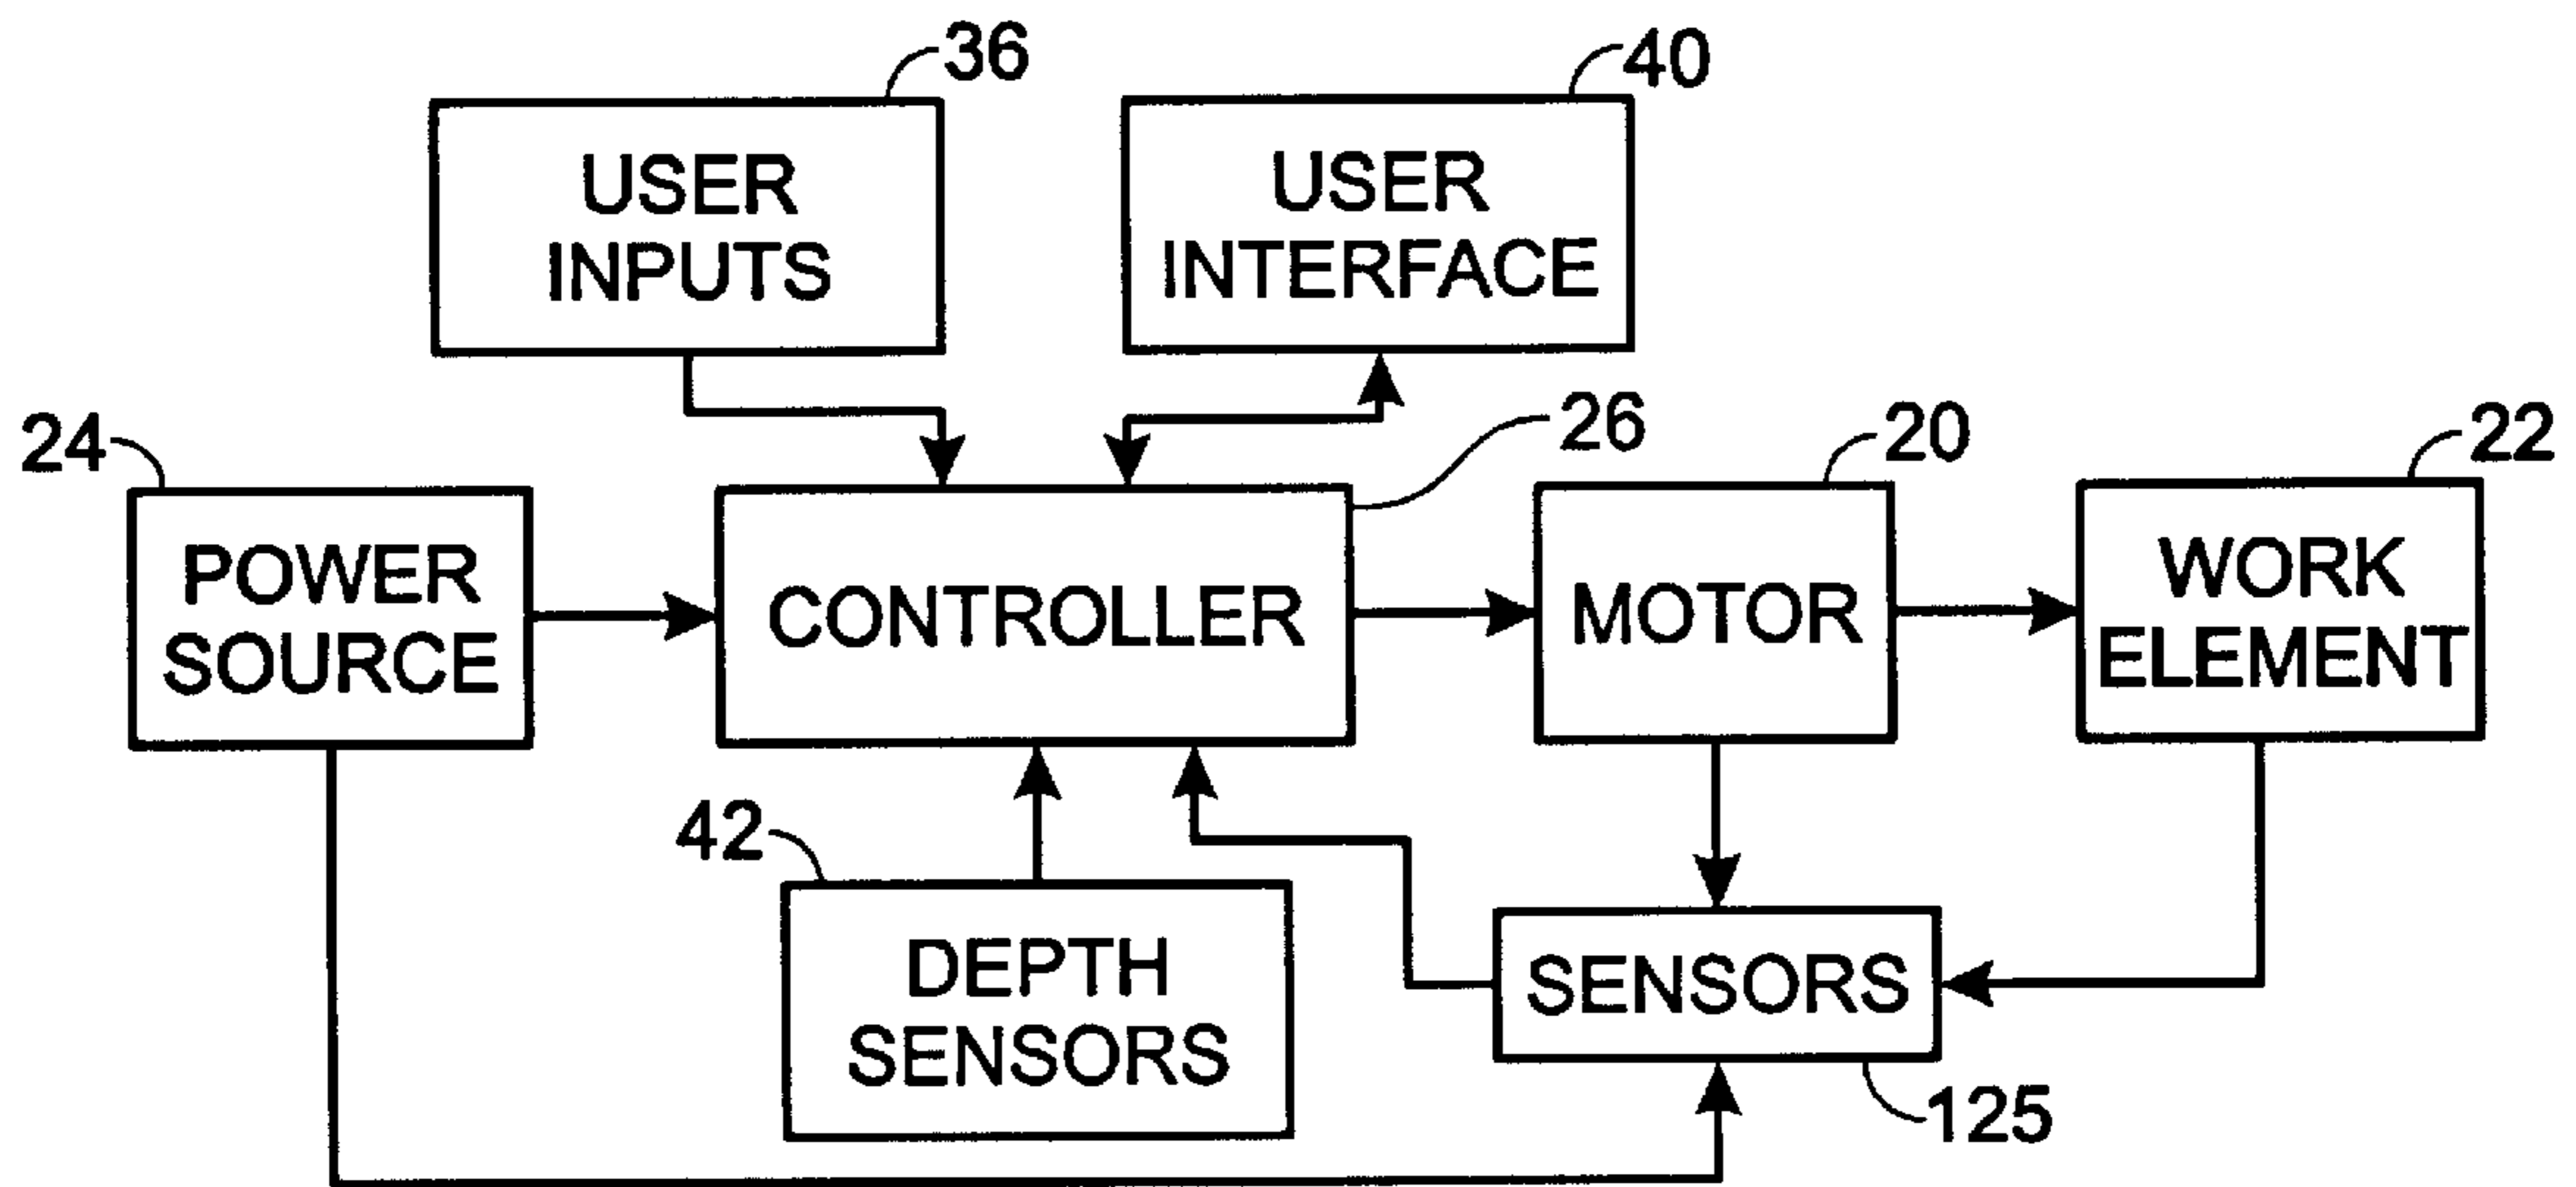 36
40
USER
INPUTS
USER
INTERFACE
24
26
20
22
POWER
SOURCE
CONTROLLER
MOTOR
WORK
ELEMENT
42
DEPTH
SENSORS
SENSORS
125